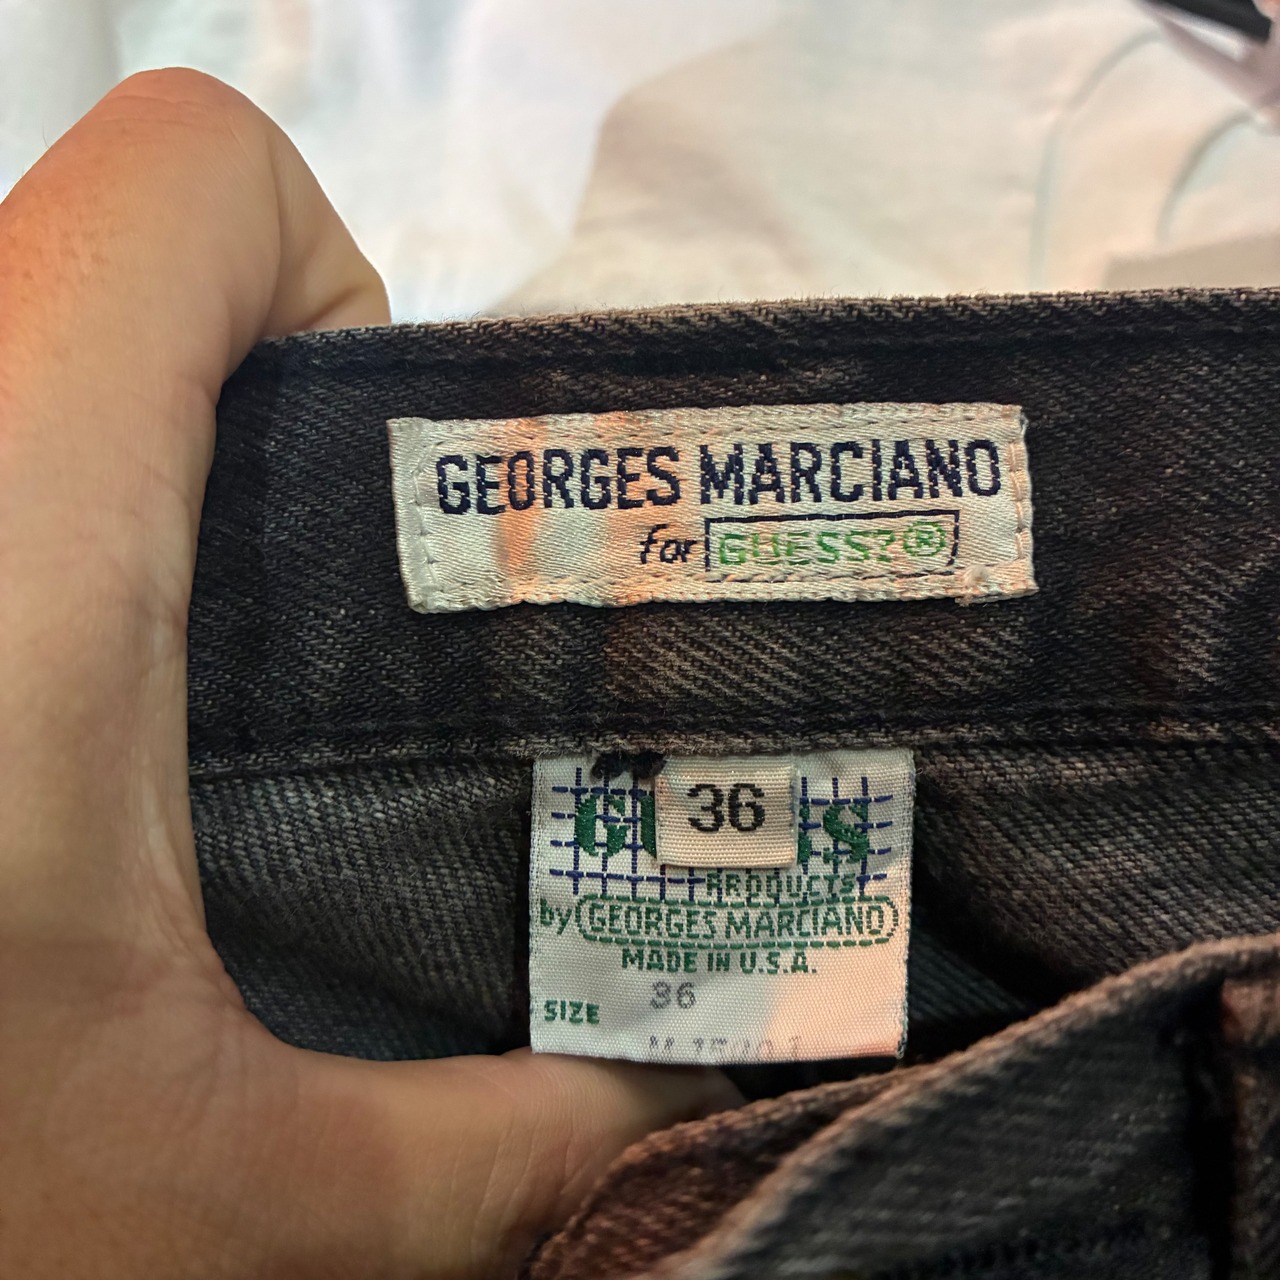 GEORGES MARCIANO
for GUESS?®
36
PRODUCTS
by GEORGES MARCIANO
MADE IN U.S.A.
36
SIZE